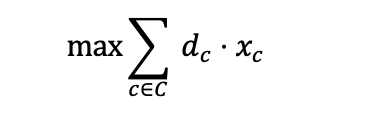 max ∑_{c∈C} d_c · x_c